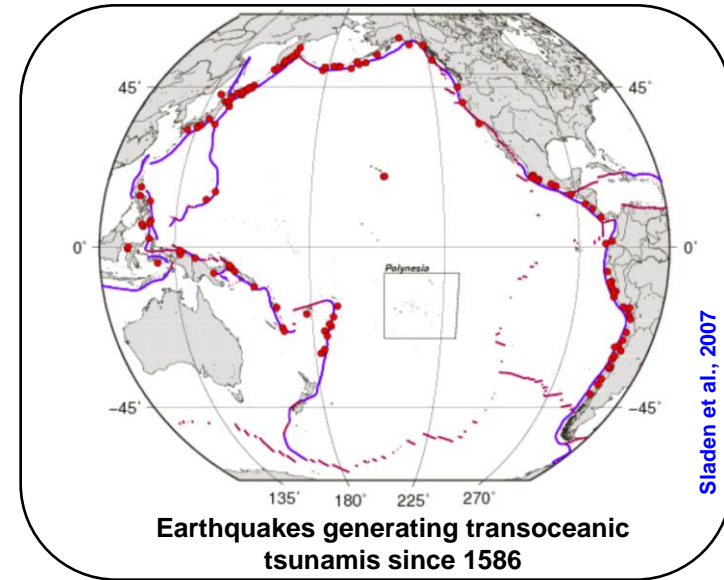 45°
45°
0°
0°
Polynesia
−45°
−45°
135° 180° 225° 270°
Sladen et al., 2007
Earthquakes generating transoceanic
tsunamis since 1586